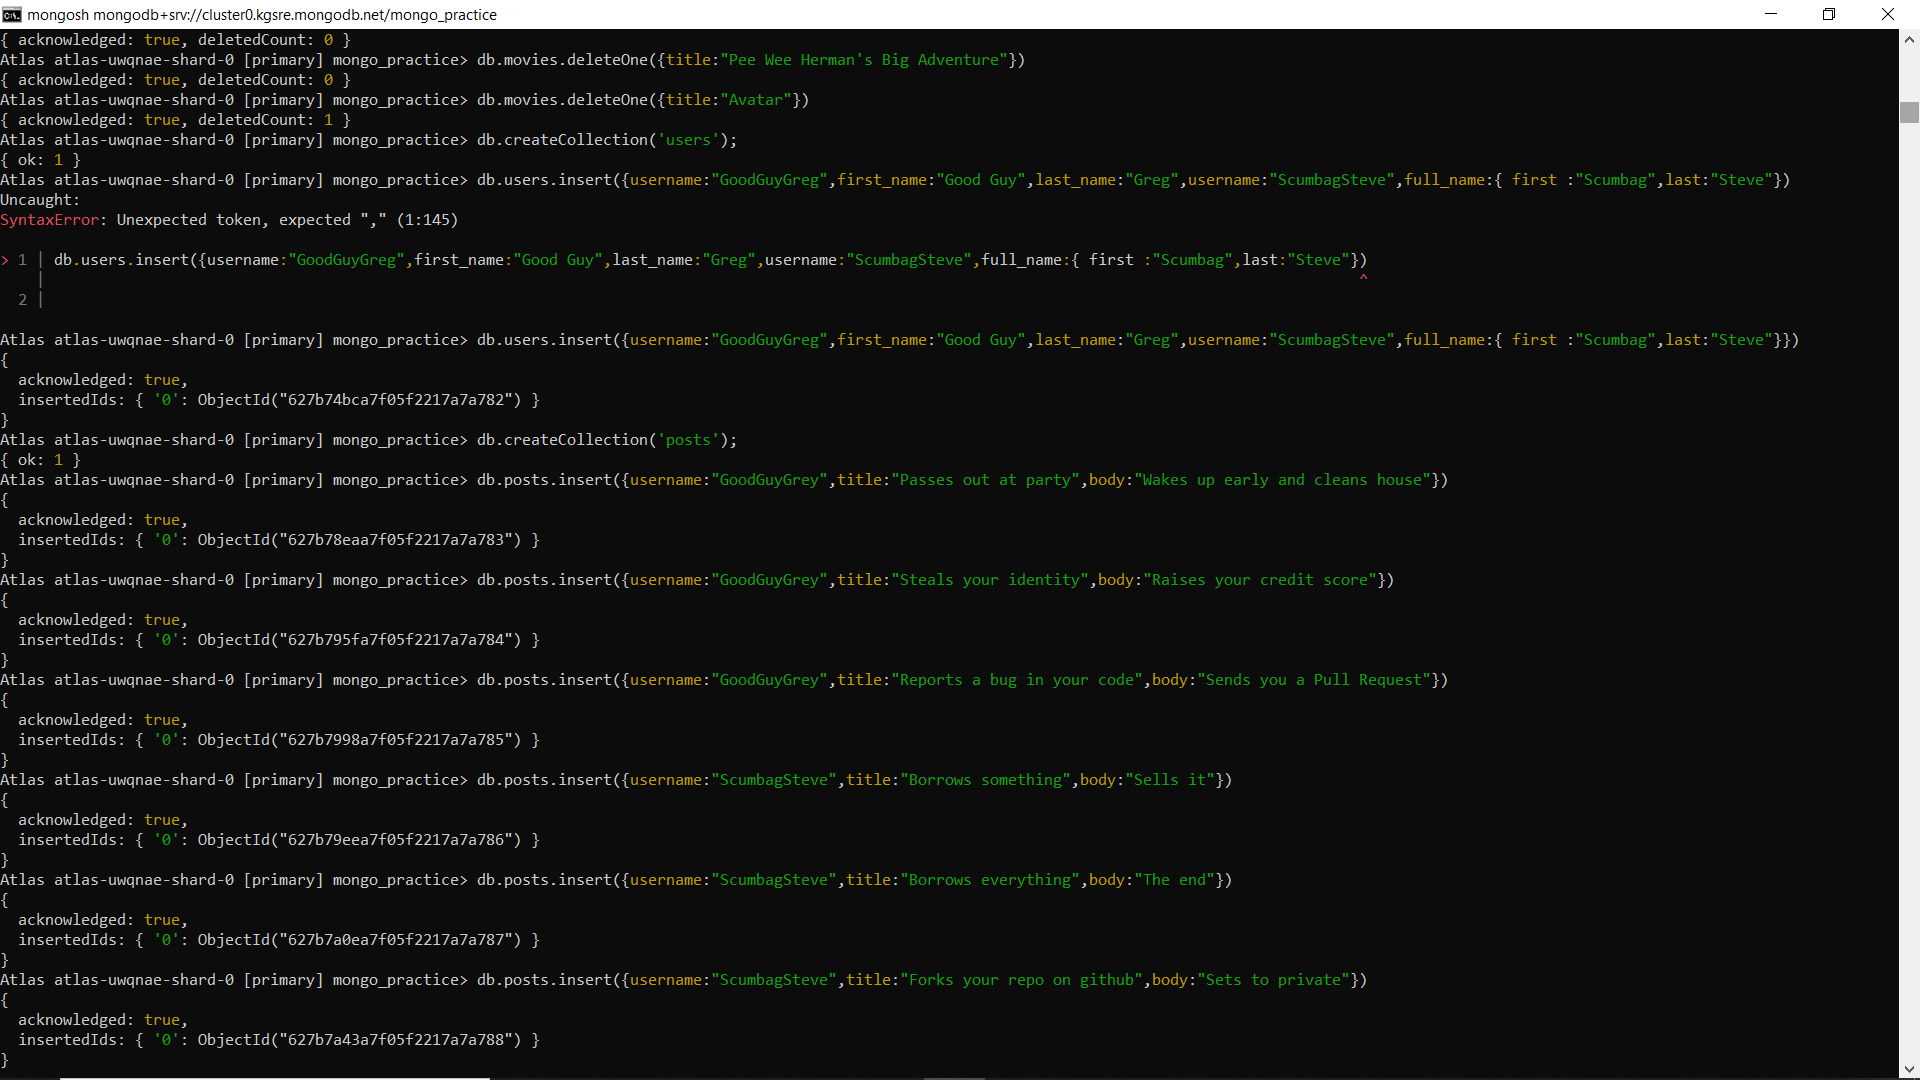 mongosh mongodb+srv://cluster0.kgsre.mongodb.net/mongo_practice
{ acknowledged: true, deletedCount: 0 }
Atlas atlas-uwqnae-shard-0 [primary] mongo_practice> db.movies.deleteOne({title:"Pee Wee Herman's Big Adventure"})
{ acknowledged: true, deletedCount: 0 }
Atlas atlas-uwqnae-shard-0 [primary] mongo_practice> db.movies.deleteOne({title:"Avatar"})
{ acknowledged: true, deletedCount: 1 }
Atlas atlas-uwqnae-shard-0 [primary] mongo_practice> db.createCollection('users');
{ ok: 1 }
Atlas atlas-uwqnae-shard-0 [primary] mongo_practice> db.users.insert({username:"GoodGuyGreg",first_name:"Good Guy",last_name:"Greg",username:"ScumbagSteve",full_name:{ first :"Scumbag",last:"Steve"})
Uncaught:
SyntaxError: Unexpected token, expected "," (1:145)

> 1 | db.users.insert({username:"GoodGuyGreg",first_name:"Good Guy",last_name:"Greg",username:"ScumbagSteve",full_name:{ first :"Scumbag",last:"Steve"})
    |                                                                                                                                                 ^
  2 |

Atlas atlas-uwqnae-shard-0 [primary] mongo_practice> db.users.insert({username:"GoodGuyGreg",first_name:"Good Guy",last_name:"Greg",username:"ScumbagSteve",full_name:{ first :"Scumbag",last:"Steve"}})
{
  acknowledged: true,
  insertedIds: { '0': ObjectId("627b74bca7f05f2217a7a782") }
}
Atlas atlas-uwqnae-shard-0 [primary] mongo_practice> db.createCollection('posts');
{ ok: 1 }
Atlas atlas-uwqnae-shard-0 [primary] mongo_practice> db.posts.insert({username:"GoodGuyGrey",title:"Passes out at party",body:"Wakes up early and cleans house"})
{
  acknowledged: true,
  insertedIds: { '0': ObjectId("627b78eaa7f05f2217a7a783") }
}
Atlas atlas-uwqnae-shard-0 [primary] mongo_practice> db.posts.insert({username:"GoodGuyGrey",title:"Steals your identity",body:"Raises your credit score"})
{
  acknowledged: true,
  insertedIds: { '0': ObjectId("627b795fa7f05f2217a7a784") }
}
Atlas atlas-uwqnae-shard-0 [primary] mongo_practice> db.posts.insert({username:"GoodGuyGrey",title:"Reports a bug in your code",body:"Sends you a Pull Request"})
{
  acknowledged: true,
  insertedIds: { '0': ObjectId("627b7998a7f05f2217a7a785") }
}
Atlas atlas-uwqnae-shard-0 [primary] mongo_practice> db.posts.insert({username:"ScumbagSteve",title:"Borrows something",body:"Sells it"})
{
  acknowledged: true,
  insertedIds: { '0': ObjectId("627b79eea7f05f2217a7a786") }
}
Atlas atlas-uwqnae-shard-0 [primary] mongo_practice> db.posts.insert({username:"ScumbagSteve",title:"Borrows everything",body:"The end"})
{
  acknowledged: true,
  insertedIds: { '0': ObjectId("627b7a0ea7f05f2217a7a787") }
}
Atlas atlas-uwqnae-shard-0 [primary] mongo_practice> db.posts.insert({username:"ScumbagSteve",title:"Forks your repo on github",body:"Sets to private"})
{
  acknowledged: true,
  insertedIds: { '0': ObjectId("627b7a43a7f05f2217a7a788") }
}